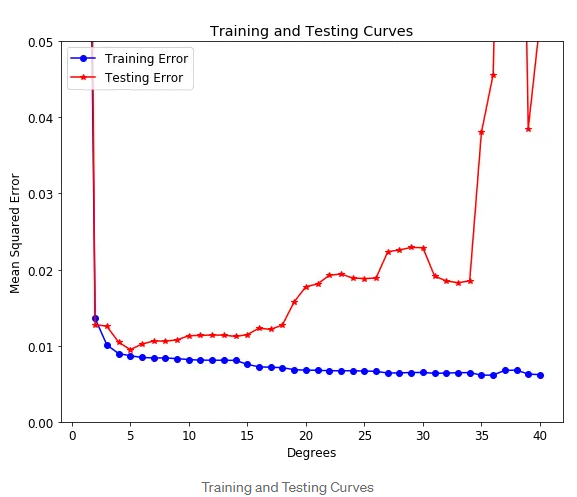 Training and Testing Curves
Training Error
Testing Error
0.05
0.04
0.03
0.02
0.01
0.00
Mean Squared Error
0 5 10 15 20 25 30 35 40
Degrees
Training and Testing Curves